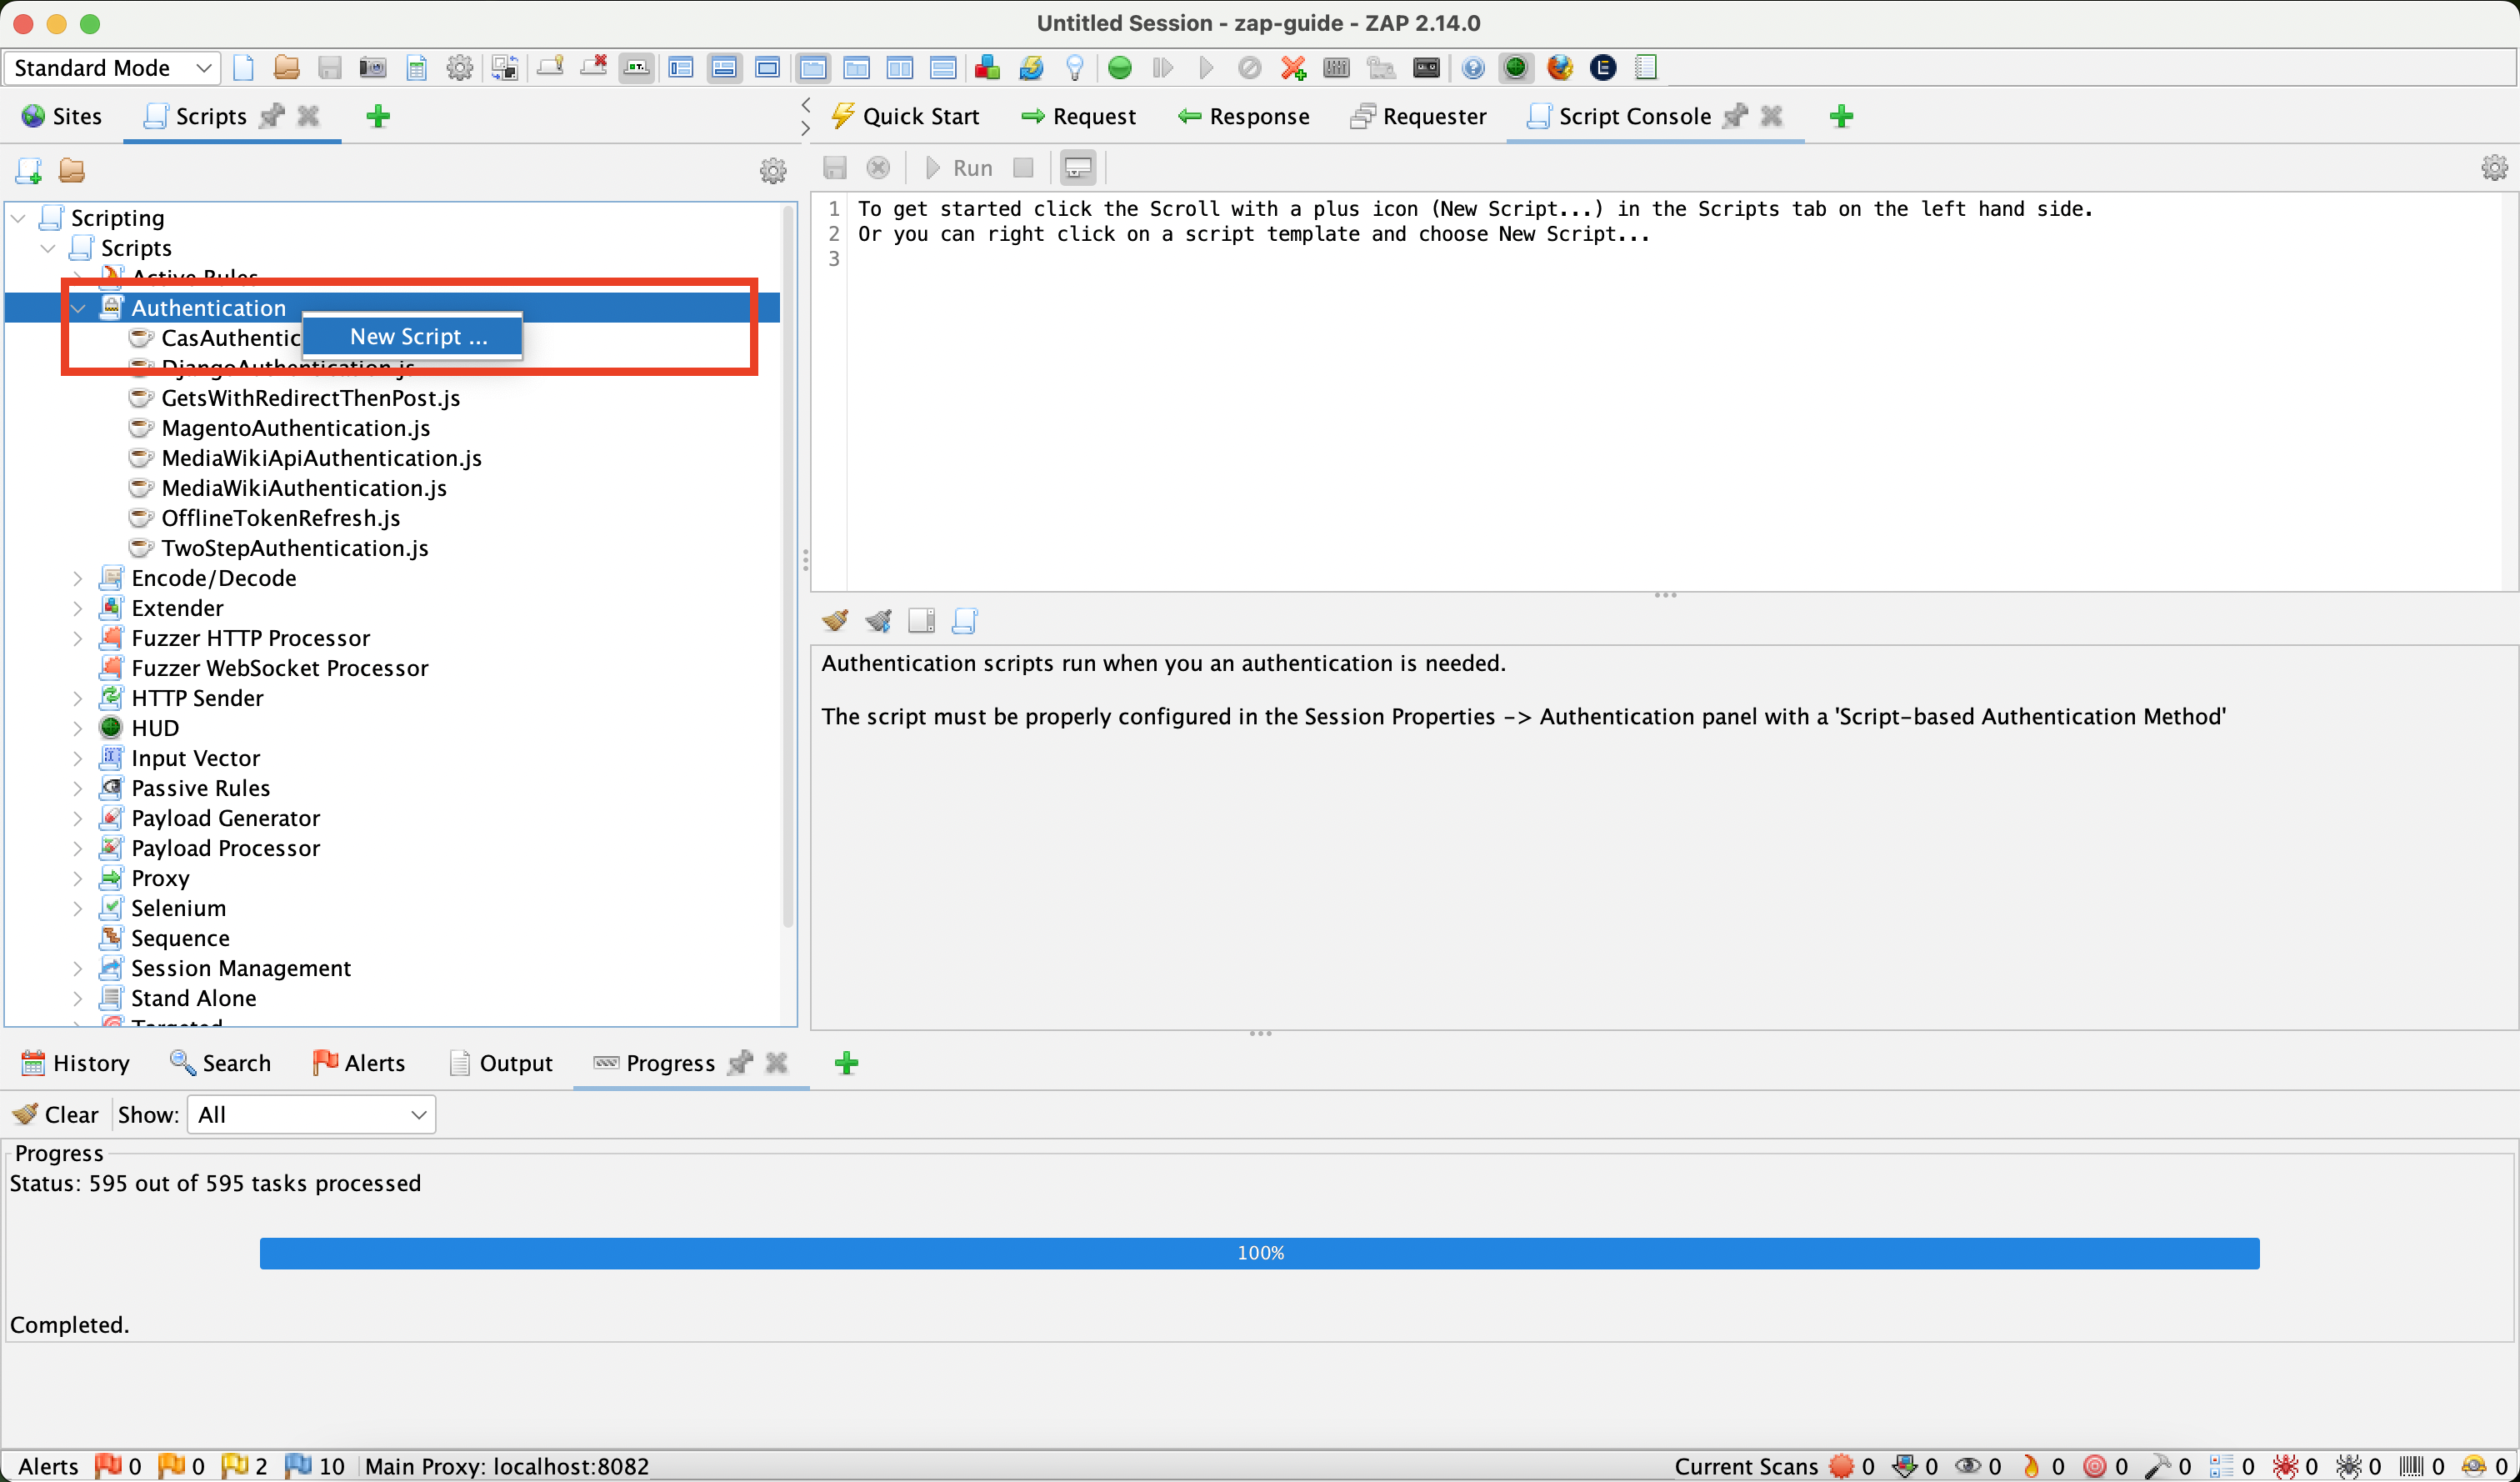 Untitled Session - zap-guide - ZAP 2.14.0
Standard Mode
Sites Scripts
Quick Start Request Response Requester Script Console
Run
Scripting
Scripts
Active Rules
Authentication
New Script ...
CasAuthentic
DjangoAuthentication.js
GetsWithRedirectThenPost.js
MagentoAuthentication.js
MediaWikiApiAuthentication.js
MediaWikiAuthentication.js
OfflineTokenRefresh.js
TwoStepAuthentication.js
Encode/Decode
Extender
Fuzzer HTTP Processor
Fuzzer WebSocket Processor
HTTP Sender
HUD
Input Vector
Passive Rules
Payload Generator
Payload Processor
Proxy
Selenium
Sequence
Session Management
Stand Alone
Targeted
1 To get started click the Scroll with a plus icon (New Script...) in the Scripts tab on the left hand side.
2 Or you can right click on a script template and choose New Script...
3
Authentication scripts run when you an authentication is needed.
The script must be properly configured in the Session Properties -> Authentication panel with a 'Script-based Authentication Method'
History Search Alerts Output Progress
Clear Show: All
Progress
Status: 595 out of 595 tasks processed
100%
Completed.
Alerts 0 0 2 10 Main Proxy: localhost:8082
Current Scans 0 0 0 0 0 0 0 0 0 0 0